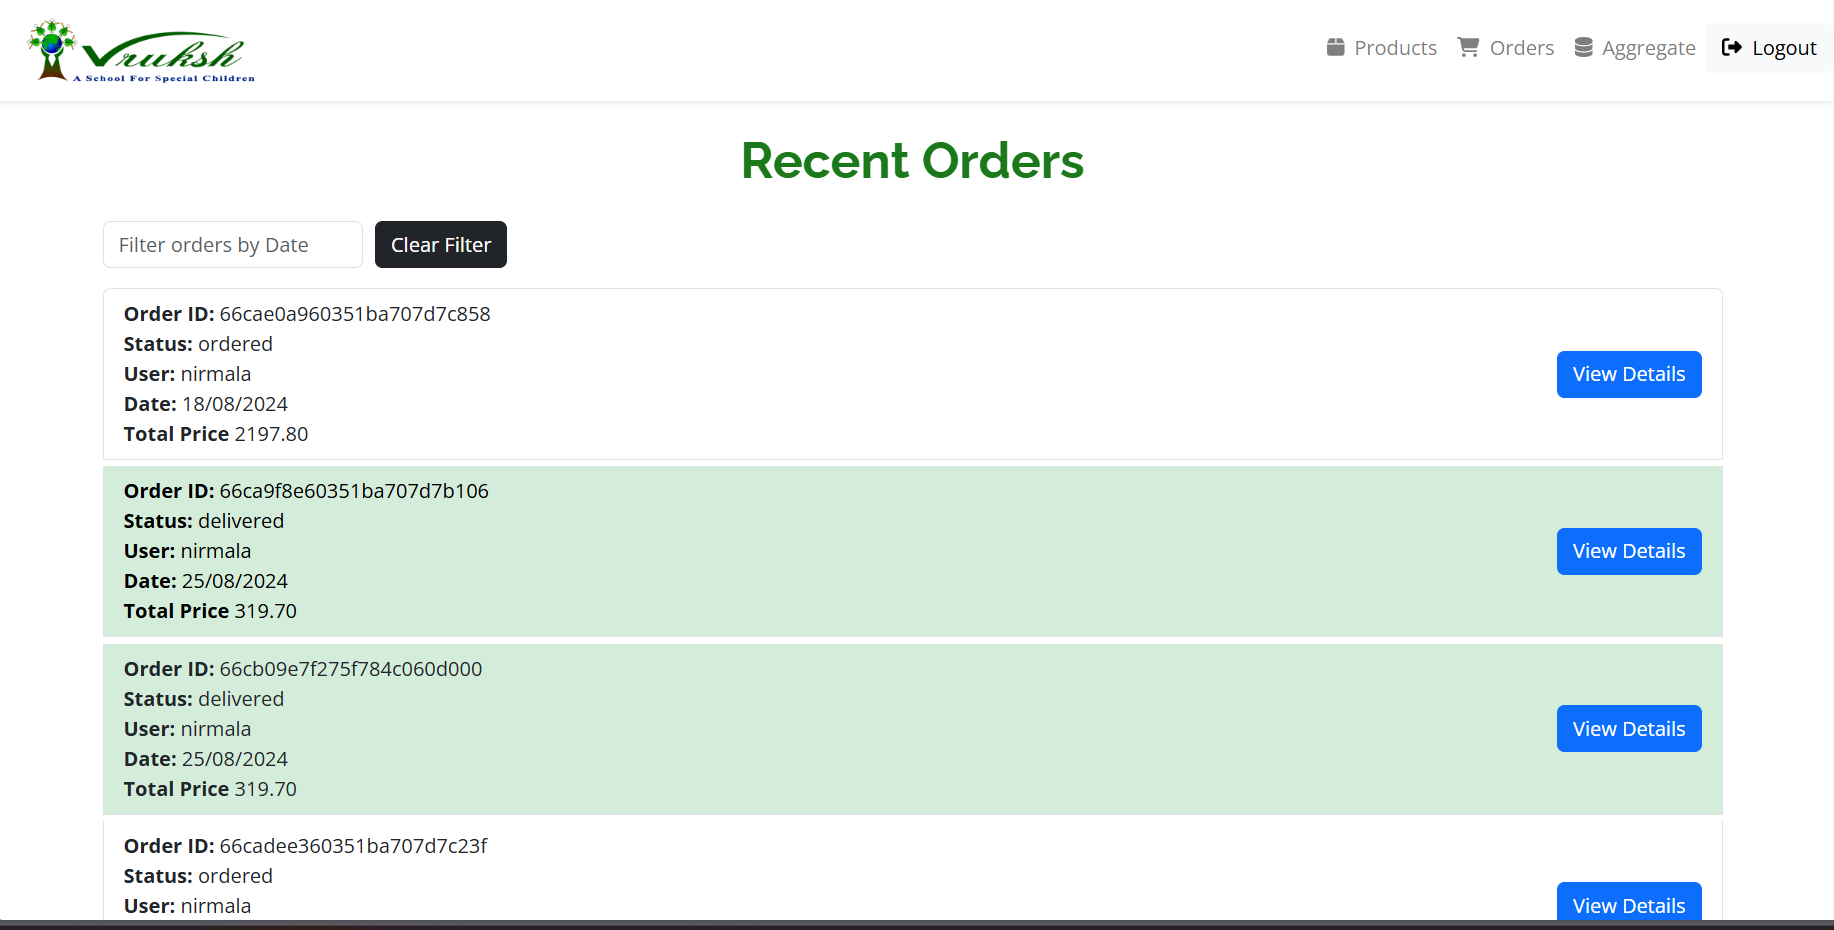 Vruksh
A School For Special Children
Products Orders Aggregate Logout
Recent Orders
Filter orders by Date Clear Filter
Order ID: 66cae0a960351ba707d7c858
Status: ordered
User: nirmala
Date: 18/08/2024
Total Price 2197.80
View Details
Order ID: 66ca9f8e60351ba707d7b106
Status: delivered
User: nirmala
Date: 25/08/2024
Total Price 319.70
View Details
Order ID: 66cb09e7f275f784c060d000
Status: delivered
User: nirmala
Date: 25/08/2024
Total Price 319.70
View Details
Order ID: 66cadee360351ba707d7c23f
Status: ordered
User: nirmala
View Details